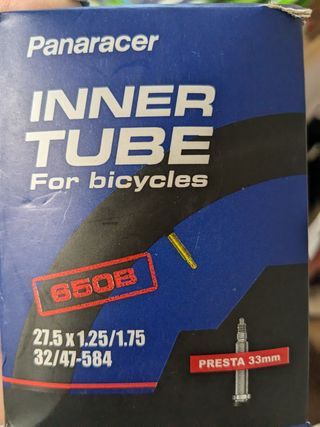 Panaracer
INNER
TUBE
For bicycles
650B
27.5 x 1.25/1.75
32/47-584
PRESTA 33mm